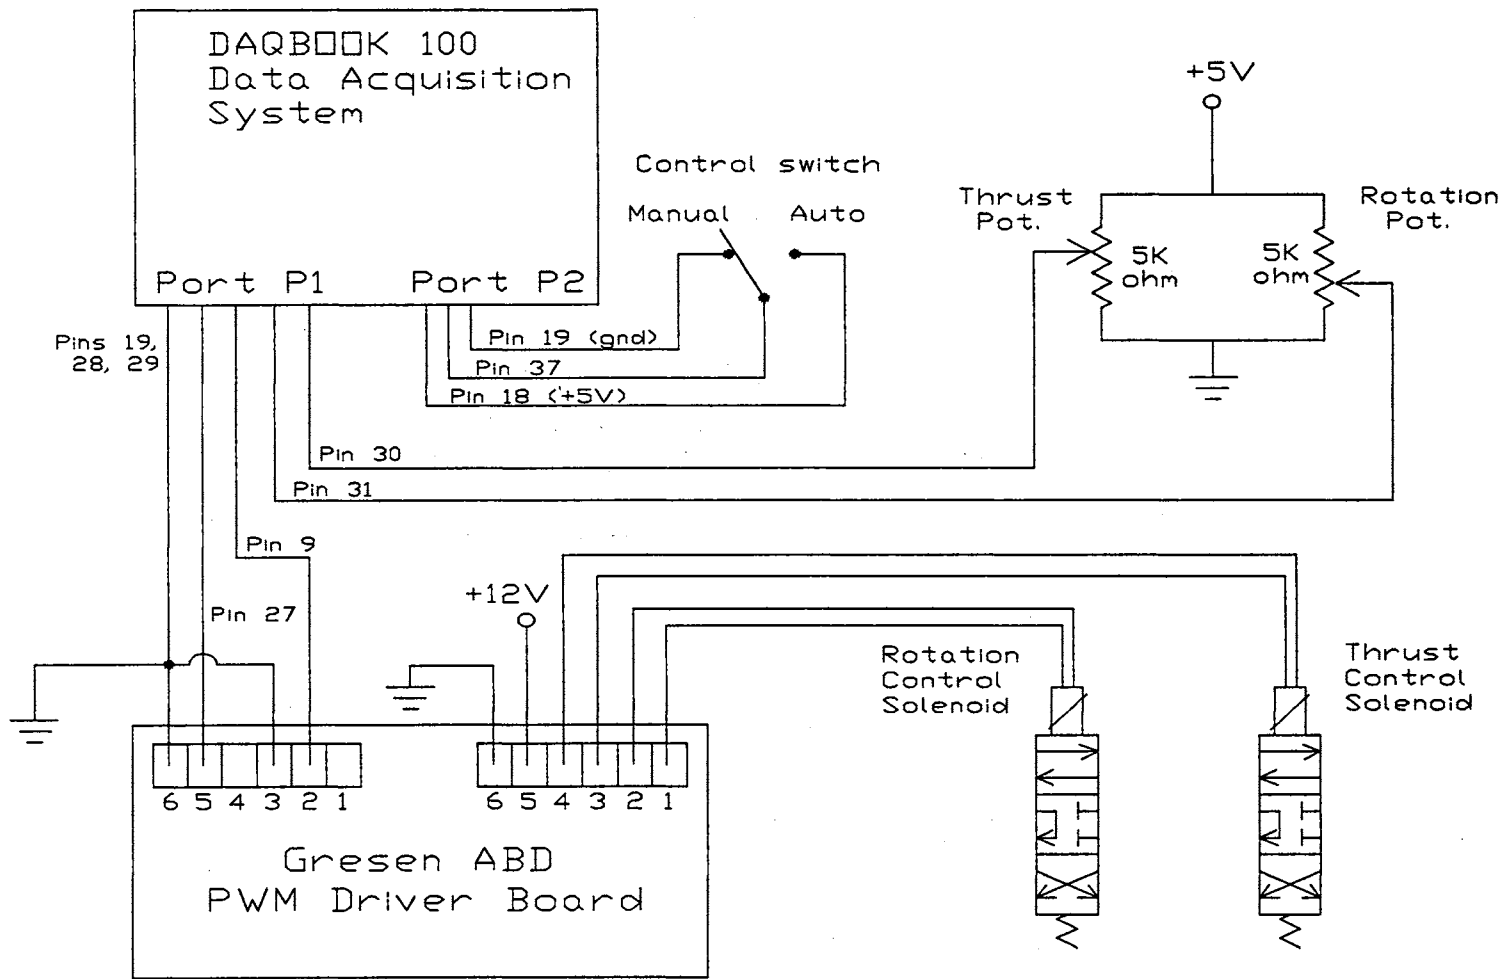 DAQBOOK 100
Data Acquisition
System
Port P1
Port P2
Control switch
Manual
Auto
+5V
Thrust
Pot.
Rotation
Pot.
5K
ohm
5K
ohm
Pins 19,
28, 29
Pin 19 (gnd)
Pin 37
Pin 18 (+5V)
Pin 30
Pin 31
Pin 9
Pin 27
+12V
Rotation
Control
Solenoid
Thrust
Control
Solenoid
6 5 4 3 2 1
6 5 4 3 2 1
Gresen ABD
PWM Driver Board